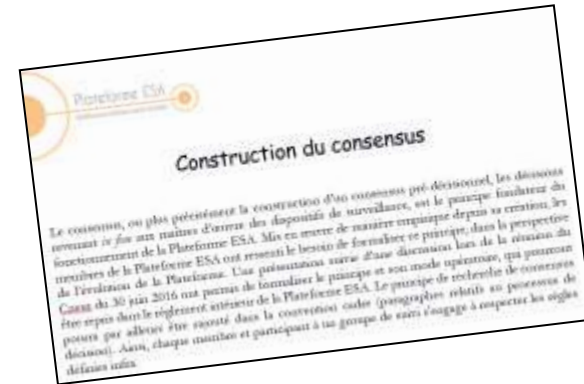 Plateforme ESA
Construction du consensus
Le consensus, ou plus précisément la construction d'un consensus pré-décisionnel, les décisions
revenant in fine aux maîtres d'œuvre des dispositifs de surveillance, est le principe fondateur du
fonctionnement de la Plateforme ESA. Mis en œuvre de manière empirique depuis sa création, les
membres de la Plateforme ESA ont ressenti le besoin de formaliser ce principe, dans la perspective
de l'évolution de la Plateforme. Une présentation suivie d'une discussion lors de la réunion du
du 30 juin 2016 ont permis de formaliser le principe et son mode opératoire, qui pourront
être repris dans le règlement intérieur de la Plateforme ESA. Le principe de recherche de consensus
pourra par ailleurs être rajouté dans la convention cadre (paragraphes relatifs au processus de
décision). Ainsi, chaque membre et participant à un groupe de suivi s'engage à respecter les règles
définies infra.